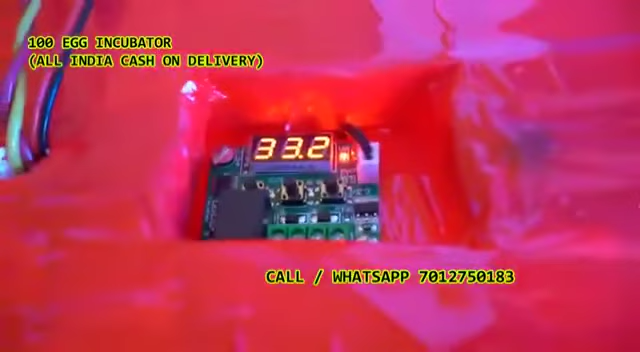 100 EGG INCUBATOR
(ALL INDIA CASH ON DELIVERY)
33.2
CALL / WHATSAPP 7012750183